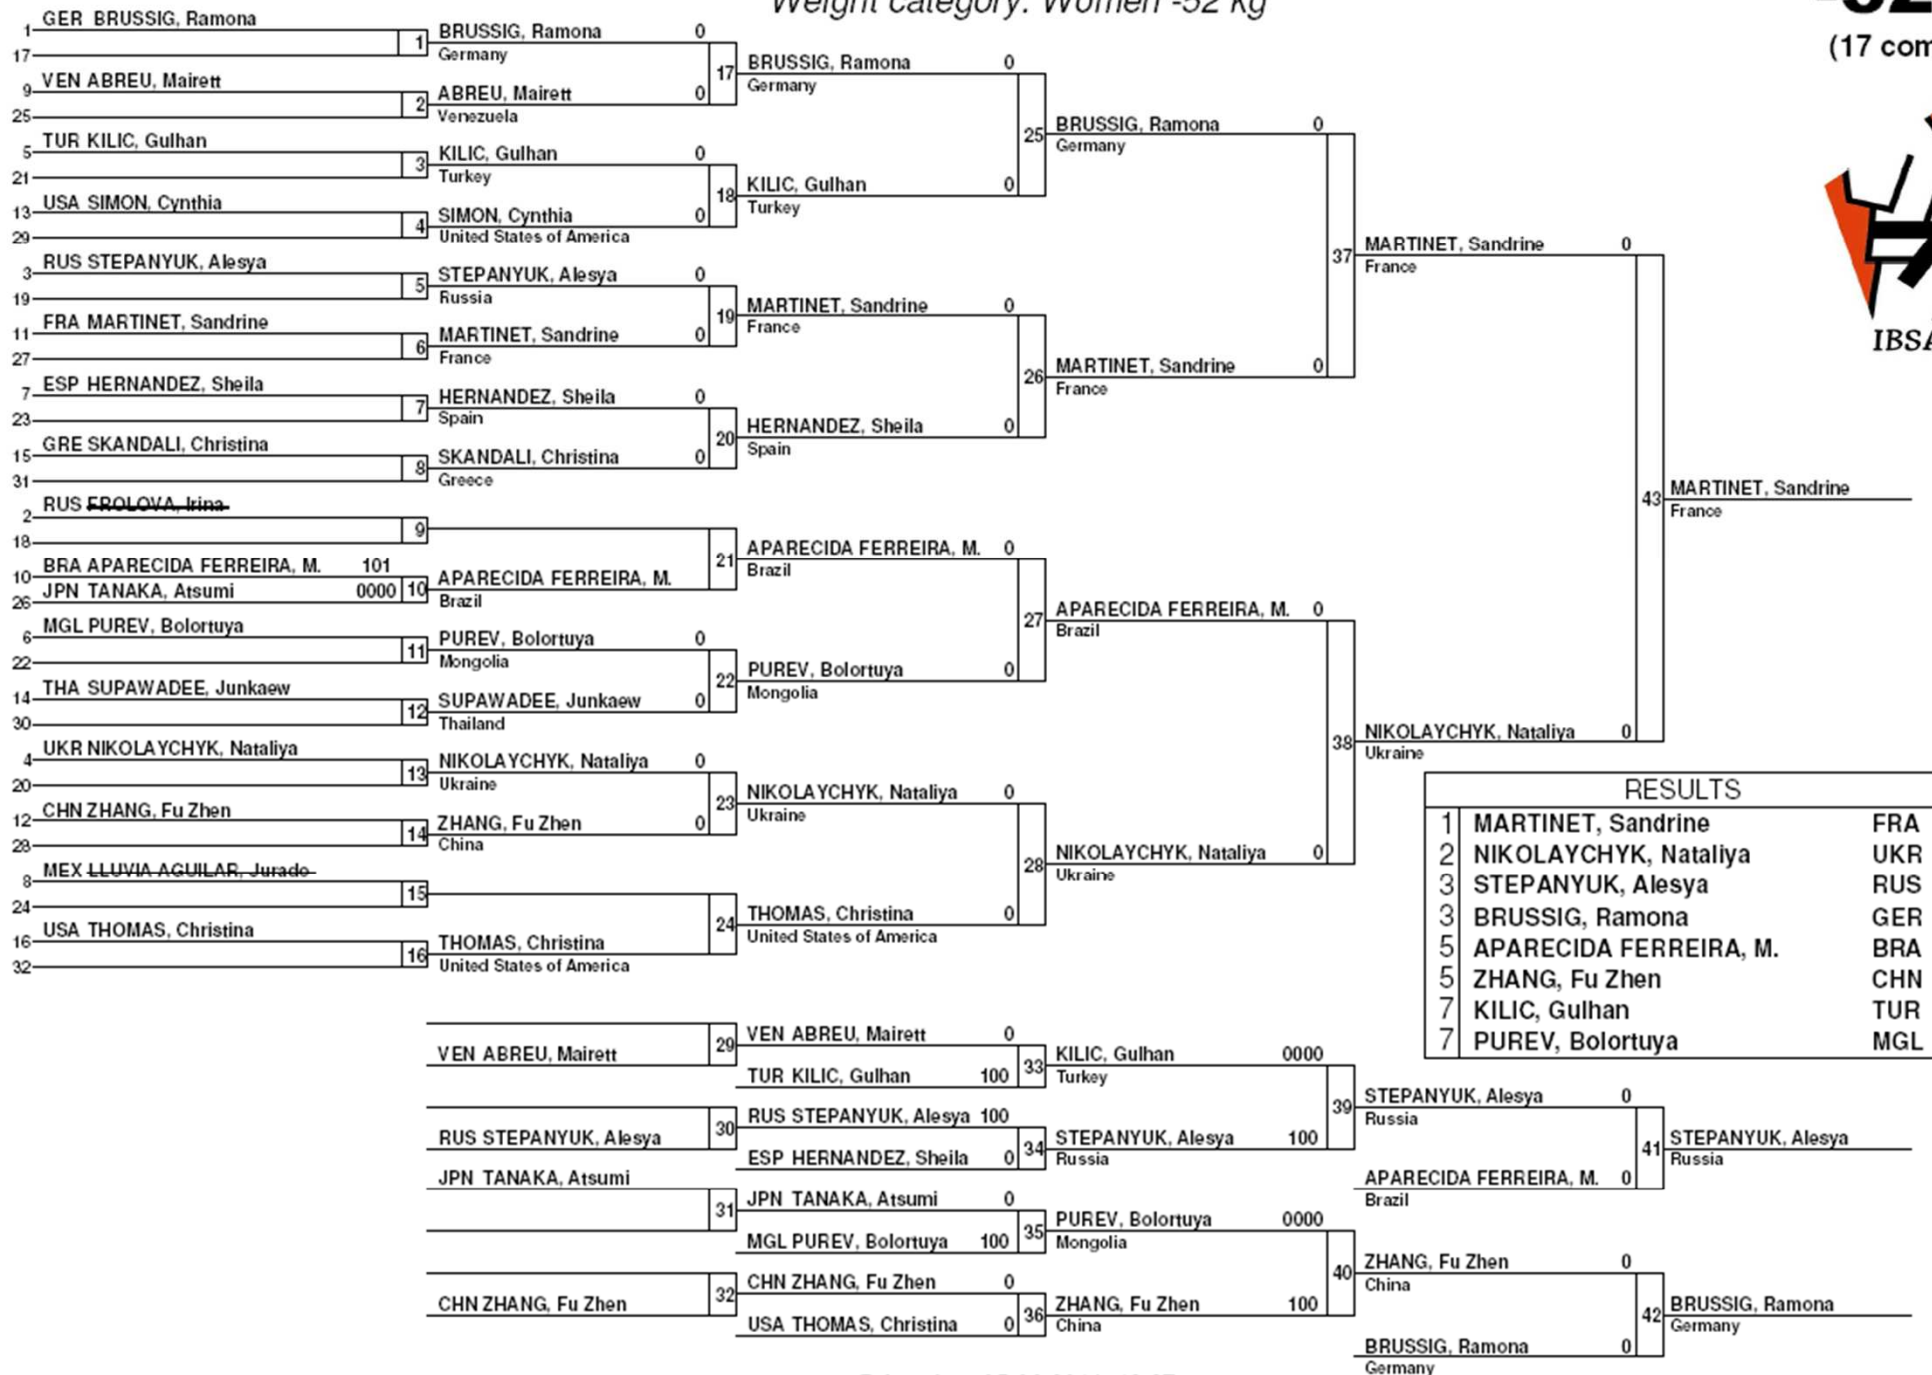 Weight category: Women -52 kg
(17 com
IBSA
1 GER BRUSSIG, Ramona
17
1
9 VEN ABREU, Mairett
25
2
5 TUR KILIC, Gulhan
21
3
13 USA SIMON, Cynthia
29
4
3 RUS STEPANYUK, Alesya
19
5
11 FRA MARTINET, Sandrine
27
6
7 ESP HERNANDEZ, Sheila
23
7
15 GRE SKANDALI, Christina
31
8
2 RUS FROLOVA, Irina
18
9
10 BRA APARECIDA FERREIRA, M. 101
26 JPN TANAKA, Atsumi 0000
10
6 MGL PUREV, Bolortuya
22
11
14 THA SUPAWADEE, Junkaew
30
12
4 UKR NIKOLAYCHYK, Nataliya
20
13
12 CHN ZHANG, Fu Zhen
28
14
8 MEX LLUVIA AGUILAR, Jurado
24
15
16 USA THOMAS, Christina
32
16
BRUSSIG, Ramona 0
Germany
17
ABREU, Mairett 0
Venezuela
KILIC, Gulhan 0
Turkey
18
SIMON, Cynthia 0
United States of America
STEPANYUK, Alesya 0
Russia
19
MARTINET, Sandrine 0
France
HERNANDEZ, Sheila 0
Spain
20
SKANDALI, Christina 0
Greece
21
APARECIDA FERREIRA, M.
Brazil
PUREV, Bolortuya 0
Mongolia
22
SUPAWADEE, Junkaew 0
Thailand
NIKOLAYCHYK, Nataliya 0
Ukraine
23
ZHANG, Fu Zhen 0
China
24
THOMAS, Christina
United States of America
BRUSSIG, Ramona 0
Germany
25
KILIC, Gulhan 0
Turkey
MARTINET, Sandrine 0
France
26
HERNANDEZ, Sheila 0
Spain
APARECIDA FERREIRA, M. 0
Brazil
27
PUREV, Bolortuya 0
Mongolia
NIKOLAYCHYK, Nataliya 0
Ukraine
28
THOMAS, Christina 0
United States of America
BRUSSIG, Ramona 0
Germany
37
MARTINET, Sandrine 0
France
APARECIDA FERREIRA, M. 0
Brazil
38
NIKOLAYCHYK, Nataliya 0
Ukraine
MARTINET, Sandrine 0
France
43
NIKOLAYCHYK, Nataliya 0
Ukraine
MARTINET, Sandrine
France
RESULTS
1 MARTINET, Sandrine FRA
2 NIKOLAYCHYK, Nataliya UKR
3 STEPANYUK, Alesya RUS
3 BRUSSIG, Ramona GER
5 APARECIDA FERREIRA, M. BRA
5 ZHANG, Fu Zhen CHN
7 KILIC, Gulhan TUR
7 PUREV, Bolortuya MGL
VEN ABREU, Mairett
29
RUS STEPANYUK, Alesya
30
JPN TANAKA, Atsumi
31
CHN ZHANG, Fu Zhen
32
VEN ABREU, Mairett 0
TUR KILIC, Gulhan 100
33
RUS STEPANYUK, Alesya 100
ESP HERNANDEZ, Sheila 0
34
JPN TANAKA, Atsumi 0
MGL PUREV, Bolortuya 100
35
CHN ZHANG, Fu Zhen 0
USA THOMAS, Christina 0
36
KILIC, Gulhan 0000
Turkey
39
STEPANYUK, Alesya 100
Russia
PUREV, Bolortuya 0000
Mongolia
40
ZHANG, Fu Zhen 100
China
STEPANYUK, Alesya 0
Russia
41
APARECIDA FERREIRA, M. 0
Brazil
ZHANG, Fu Zhen 0
China
42
BRUSSIG, Ramona 0
Germany
STEPANYUK, Alesya
Russia
BRUSSIG, Ramona
Germany